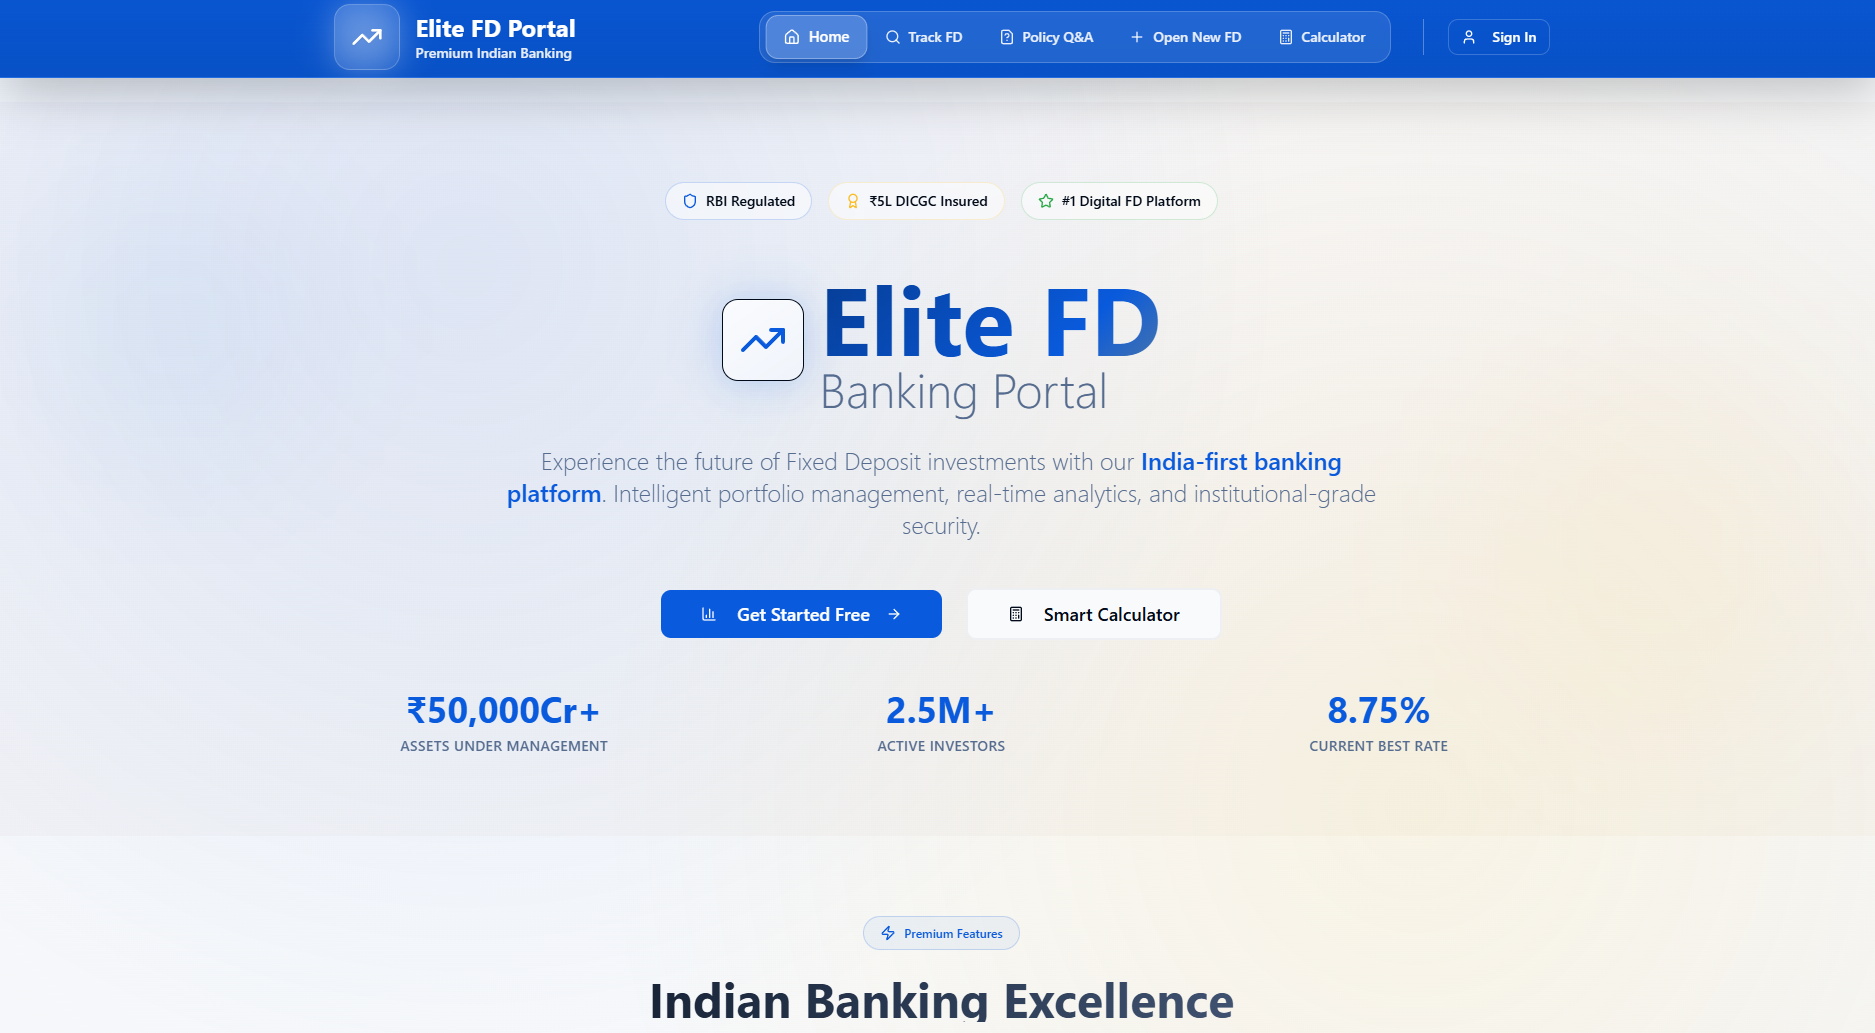 Elite FD Portal
Premium Indian Banking
Home
Track FD
Policy Q&A
Open New FD
Calculator
Sign In
RBI Regulated
₹5L DICGC Insured
#1 Digital FD Platform
Elite FD
Banking Portal
Experience the future of Fixed Deposit investments with our India-first banking
platform. Intelligent portfolio management, real-time analytics, and institutional-grade
security.
Get Started Free
Smart Calculator
₹50,000Cr+
ASSETS UNDER MANAGEMENT
2.5M+
ACTIVE INVESTORS
8.75%
CURRENT BEST RATE
Premium Features
Indian Banking Excellence